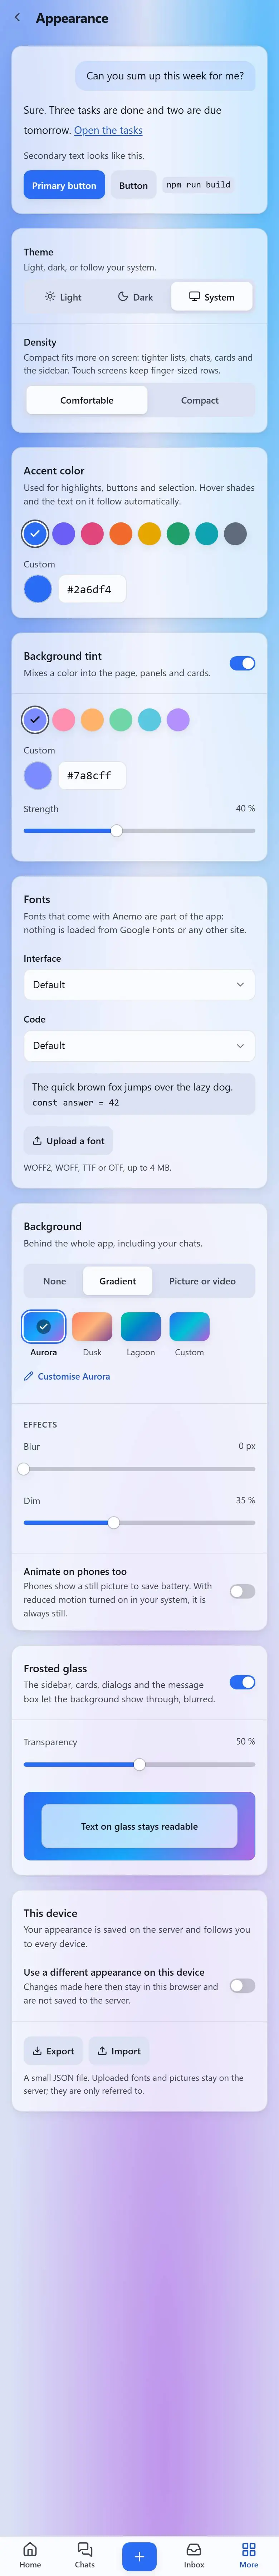 Appearance
Can you sum up this week for me?
Sure. Three tasks are done and two are due
tomorrow. Open the tasks
Secondary text looks like this.
Primary button
Button
npm run build
Theme
Light, dark, or follow your system.
Light
Dark
System
Density
Compact fits more on screen: tighter lists, chats, cards and
the sidebar. Touch screens keep finger-sized rows.
Comfortable
Compact
Accent color
Used for highlights, buttons and selection. Hover shades
and the text on it follow automatically.
Custom
#2a6df4
Background tint
Mixes a color into the page, panels and cards.
Custom
#7a8cff
Strength
40 %
Fonts
Fonts that come with Anemo are part of the app:
nothing is loaded from Google Fonts or any other site.
Interface
Default
Code
Default
The quick brown fox jumps over the lazy dog.
const answer = 42
Upload a font
WOFF2, WOFF, TTF or OTF, up to 4 MB.
Background
Behind the whole app, including your chats.
None
Gradient
Picture or video
Aurora
Dusk
Lagoon
Custom
Customise Aurora
EFFECTS
Blur
0 px
Dim
35 %
Animate on phones too
Phones show a still picture to save battery. With
reduced motion turned on in your system, it is
always still.
Frosted glass
The sidebar, cards, dialogs and the message
box let the background show through, blurred.
Transparency
50 %
Text on glass stays readable
This device
Your appearance is saved on the server and follows you
to every device.
Use a different appearance on this device
Changes made here then stay in this browser and
are not saved to the server.
Export
Import
A small JSON file. Uploaded fonts and pictures stay on the
server; they are only referred to.
Home
Chats
Inbox
More